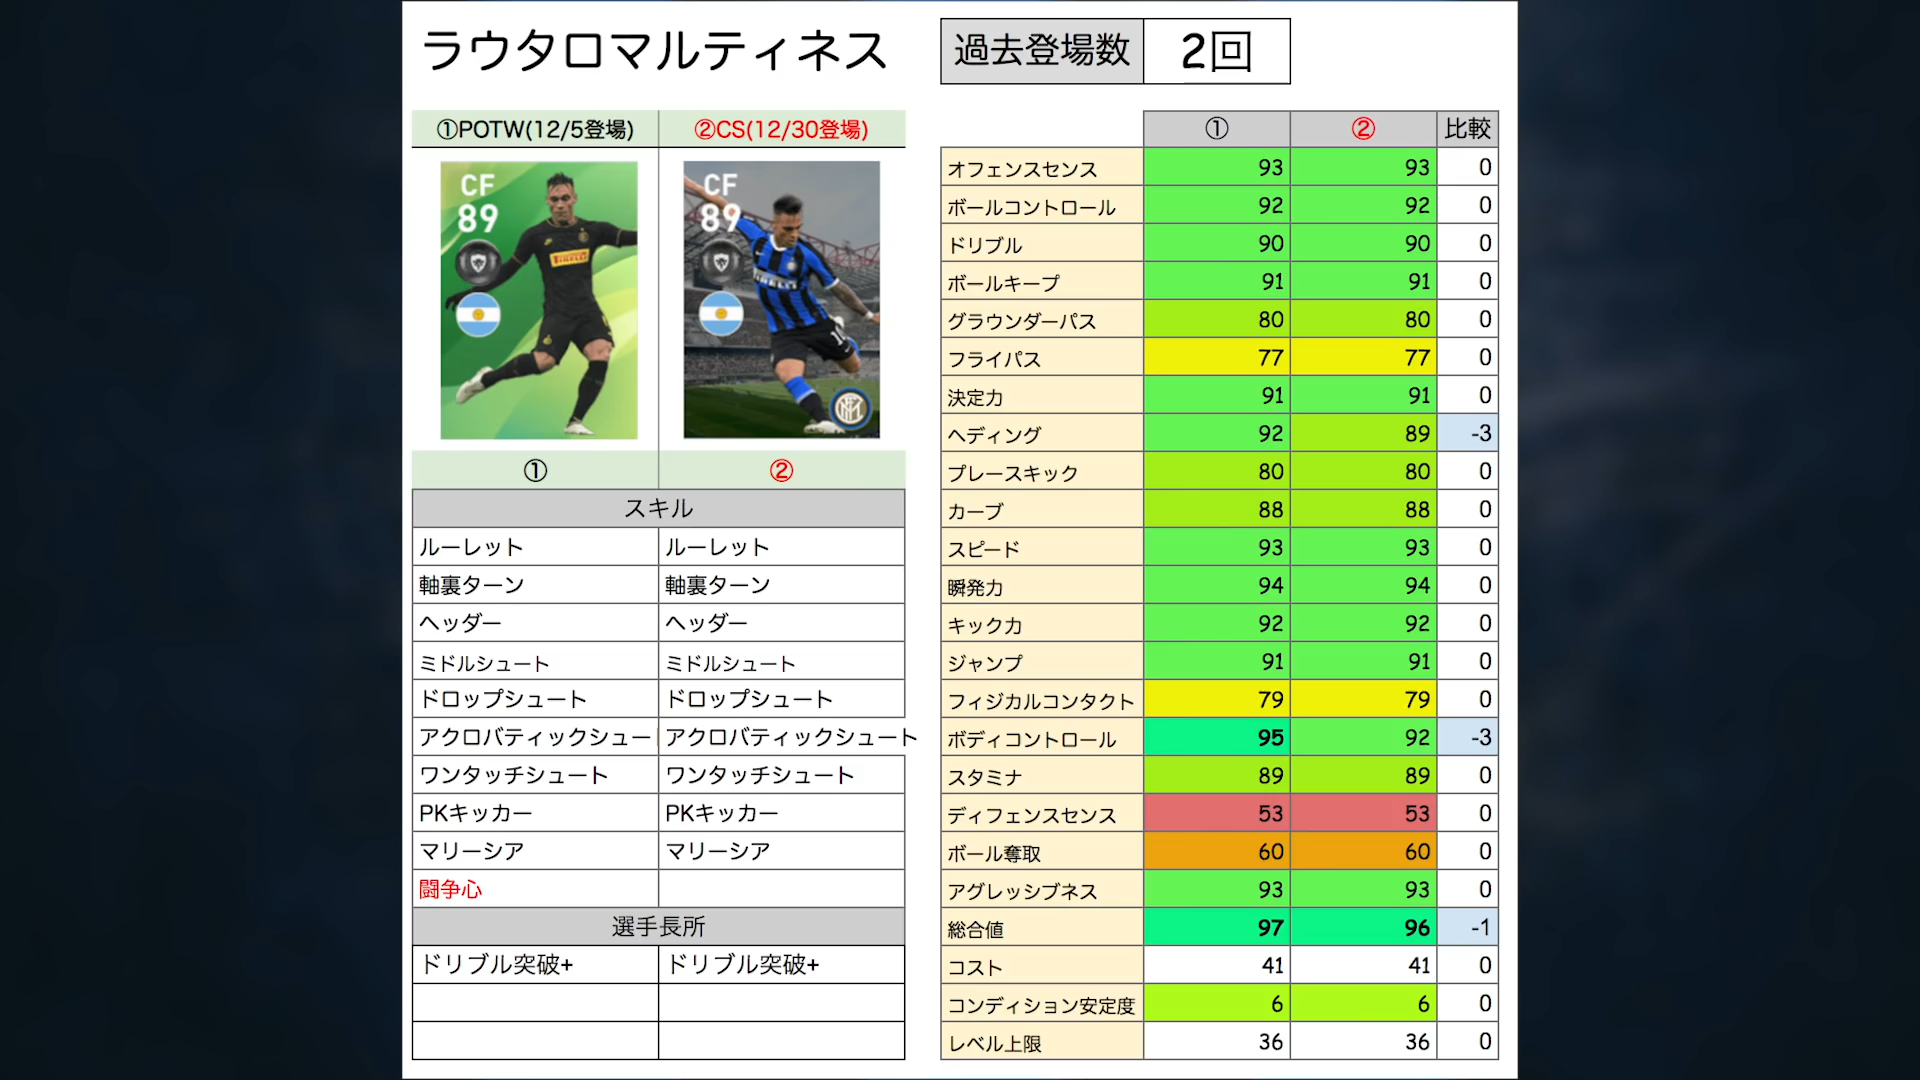 ラウタロマルティネス
過去登場数 2回
①POTW(12/5登場) ②CS(12/30登場)
CF 89
PIRELLI
CF 89
PIRELLI
10
① ②
スキル
ルーレット ルーレット
軸裏ターン 軸裏ターン
ヘッダー ヘッダー
ミドルシュート ミドルシュート
ドロップシュート ドロップシュート
アクロバティックシュー アクロバティックシュート
ワンタッチシュート ワンタッチシュート
PKキッカー PKキッカー
マリーシア マリーシア
闘争心
選手長所
ドリブル突破+ ドリブル突破+
① ② 比較
オフェンスセンス 93 93 0
ボールコントロール 92 92 0
ドリブル 90 90 0
ボールキープ 91 91 0
グラウンダーパス 80 80 0
フライパス 77 77 0
決定力 91 91 0
ヘディング 92 89 -3
プレースキック 80 80 0
カーブ 88 88 0
スピード 93 93 0
瞬発力 94 94 0
キック力 92 92 0
ジャンプ 91 91 0
フィジカルコンタクト 79 79 0
ボディコントロール 95 92 -3
スタミナ 89 89 0
ディフェンスセンス 53 53 0
ボール奪取 60 60 0
アグレッシブネス 93 93 0
総合値 97 96 -1
コスト 41 41 0
コンディション安定度 6 6 0
レベル上限 36 36 0